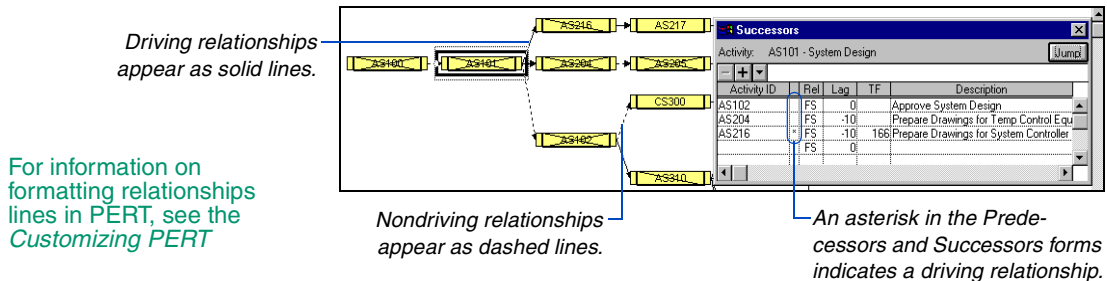 Driving relationships
appear as solid lines.
For information on
formatting relationships
lines in PERT, see the
Customizing PERT
AS216
AS217
AS100
AS101
AS204
AS205
CS300
AS102
AS310
Successors
Activity: AS101 - System Design
Jump
Activity ID Rel Lag TF Description
AS102 FS 0 Approve System Design
AS204 FS -10 Prepare Drawings for Temp Control Equ
AS216 * FS -10 166 Prepare Drawings for System Controller
FS 0
Nondriving relationships
appear as dashed lines.
An asterisk in the Prede-
cessors and Successors forms
indicates a driving relationship.